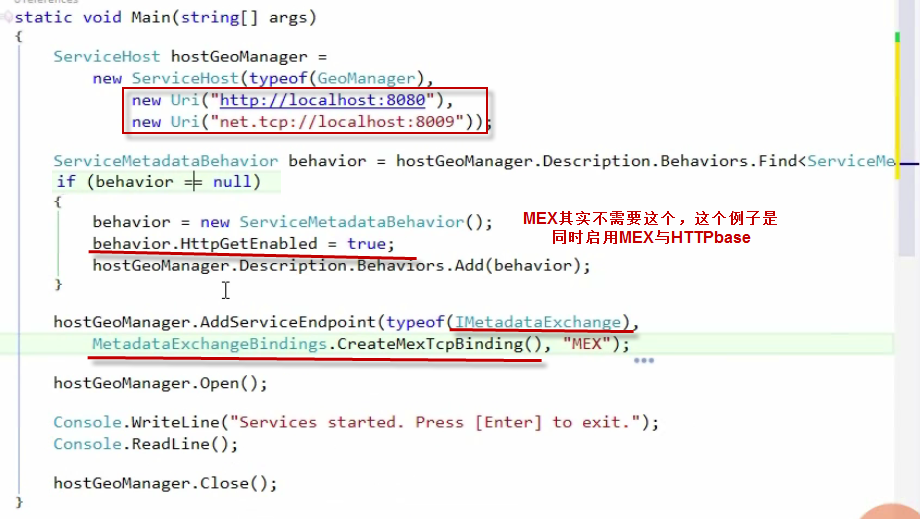 static void Main(string[] args)
{
ServiceHost hostGeoManager =
new ServiceHost(typeof(GeoManager),
new Uri("http://localhost:8080"),
new Uri("net.tcp://localhost:8009"));
ServiceMetadataBehavior behavior = hostGeoManager.Description.Behaviors.Find<ServiceMe
if (behavior == null)
{
behavior = new ServiceMetadataBehavior();
behavior.HttpGetEnabled = true;
hostGeoManager.Description.Behaviors.Add(behavior);
}
MEX其实不需要这个，这个例子是
同时启用MEX与HTTPbase
hostGeoManager.AddServiceEndpoint(typeof(IMetadataExchange),
MetadataExchangeBindings.CreateMexTcpBinding(), "MEX");
hostGeoManager.Open();
Console.WriteLine("Services started. Press [Enter] to exit.");
Console.ReadLine();
hostGeoManager.Close();
}